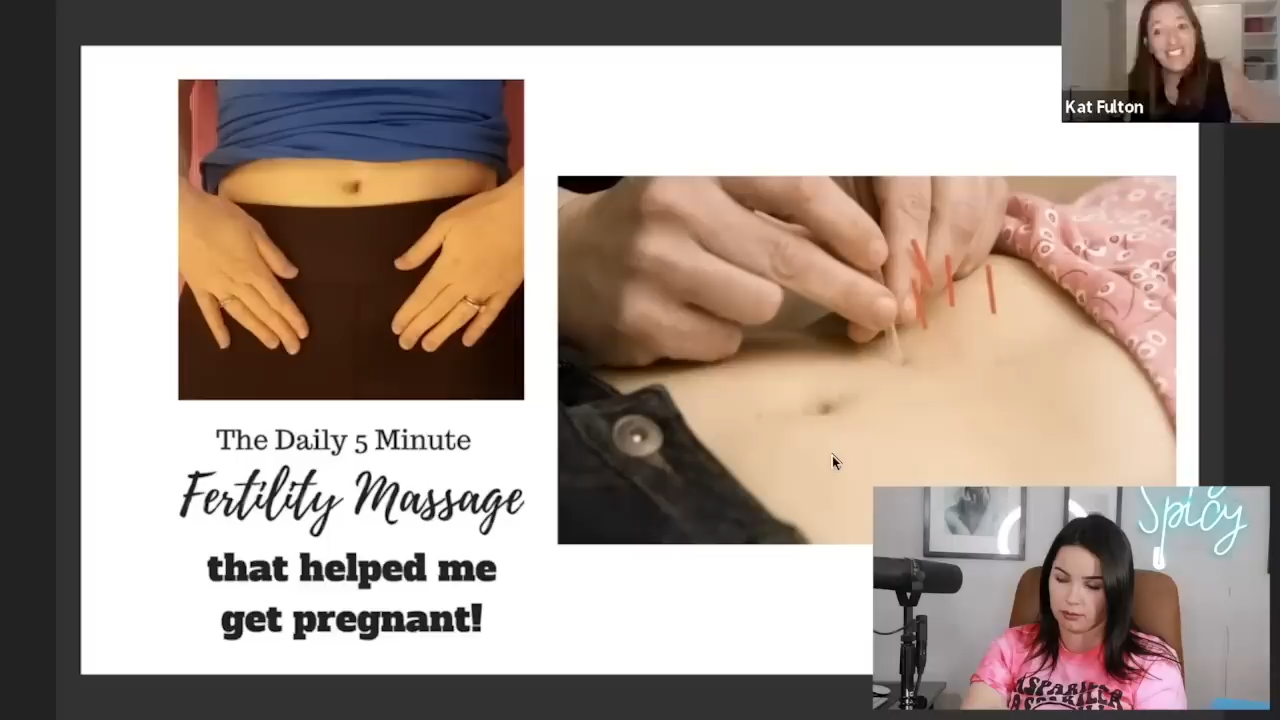 Kat Fulton
The Daily 5 Minute
Fertility Massage
that helped me
get pregnant!
Spicy